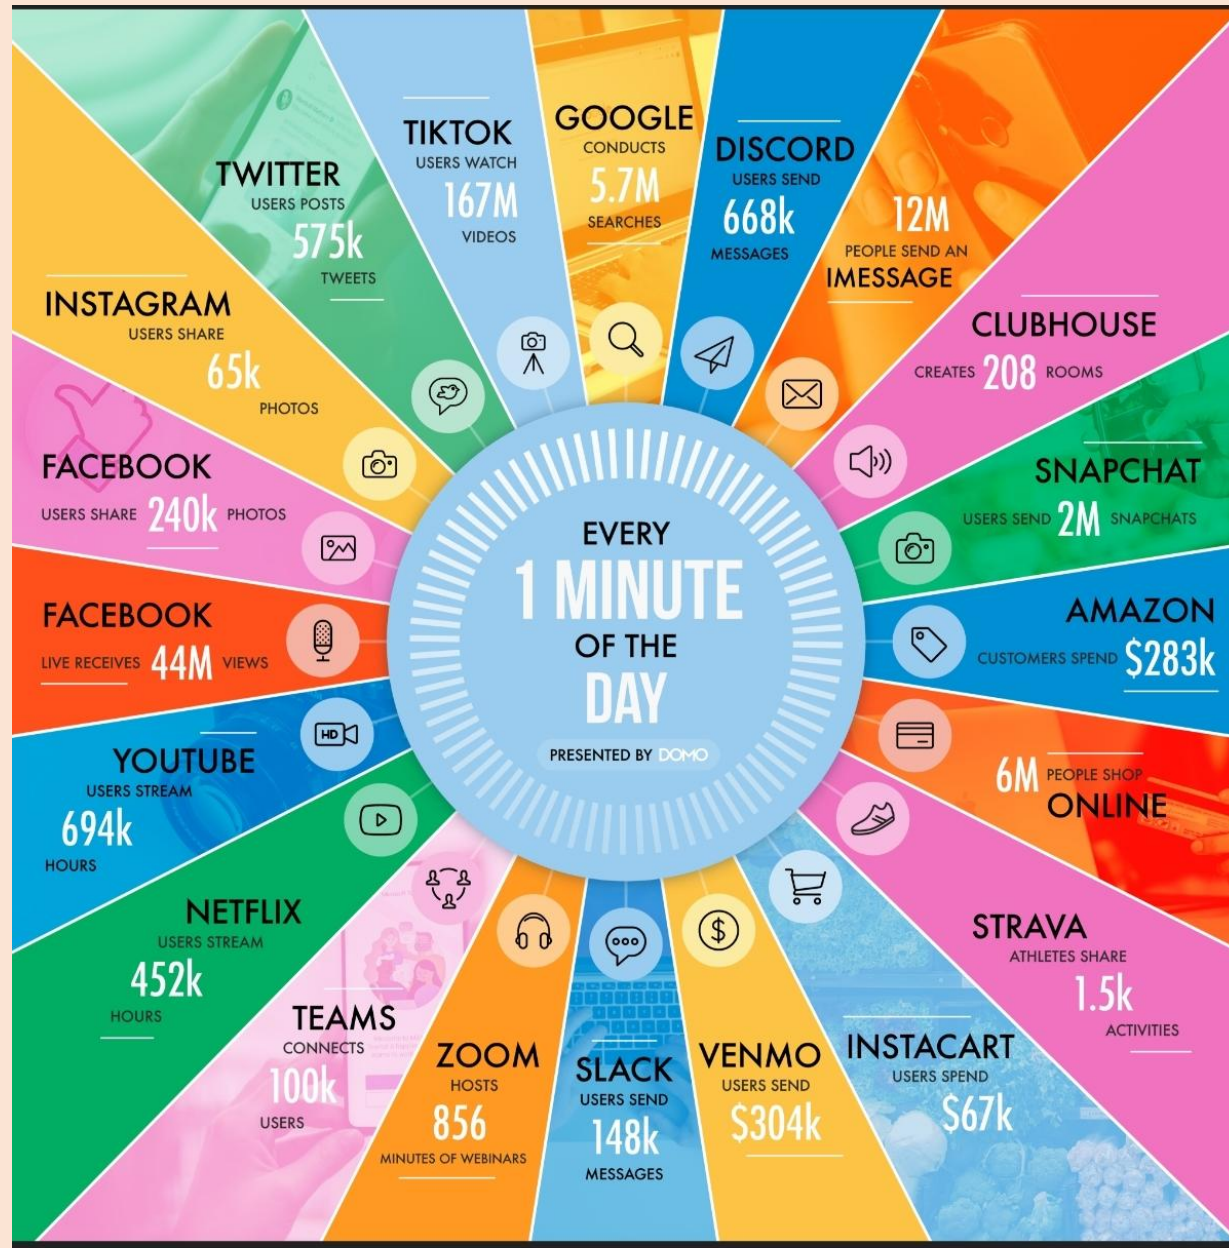 EVERY
1 MINUTE
OF THE
DAY
PRESENTED BY DOMO
GOOGLE
CONDUCTS
5.7M
SEARCHES
DISCORD
USERS SEND
668k
MESSAGES
12M
PEOPLE SEND AN
IMESSAGE
CLUBHOUSE
CREATES 208 ROOMS
SNAPCHAT
USERS SEND 2M SNAPCHATS
AMAZON
CUSTOMERS SPEND $283k
6M PEOPLE SHOP
ONLINE
STRAVA
ATHLETES SHARE
1.5k
ACTIVITIES
INSTACART
USERS SPEND
$67k
VENMO
USERS SEND
$304k
SLACK
USERS SEND
148k
MESSAGES
ZOOM
HOSTS
856
MINUTES OF WEBINARS
TEAMS
CONNECTS
100k
USERS
NETFLIX
USERS STREAM
452k
HOURS
YOUTUBE
USERS STREAM
694k
HOURS
HD
FACEBOOK
LIVE RECEIVES 44M VIEWS
FACEBOOK
USERS SHARE 240k PHOTOS
INSTAGRAM
USERS SHARE
65k
PHOTOS
TWITTER
USERS POSTS
575k
TWEETS
TIKTOK
USERS WATCH
167M
VIDEOS